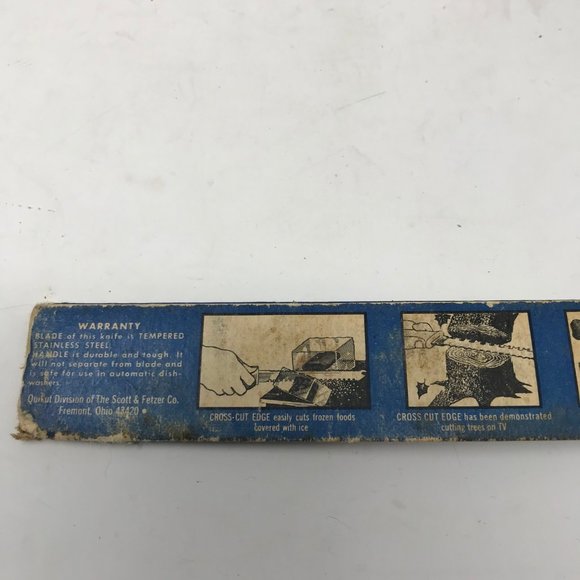 WARRANTY
BLADE of this knife is TEMPERED
STAINLESS STEEL.
HANDLE is durable and tough. It
will not separate from blade and
is safe for use in automatic dish-
washers.
Quikut Division of The Scott & Fetzer Co.
Fremont, Ohio 43420
CROSS-CUT EDGE easily cuts frozen foods
covered with ice
CROSS CUT EDGE has been demonstrated
cutting trees on TV